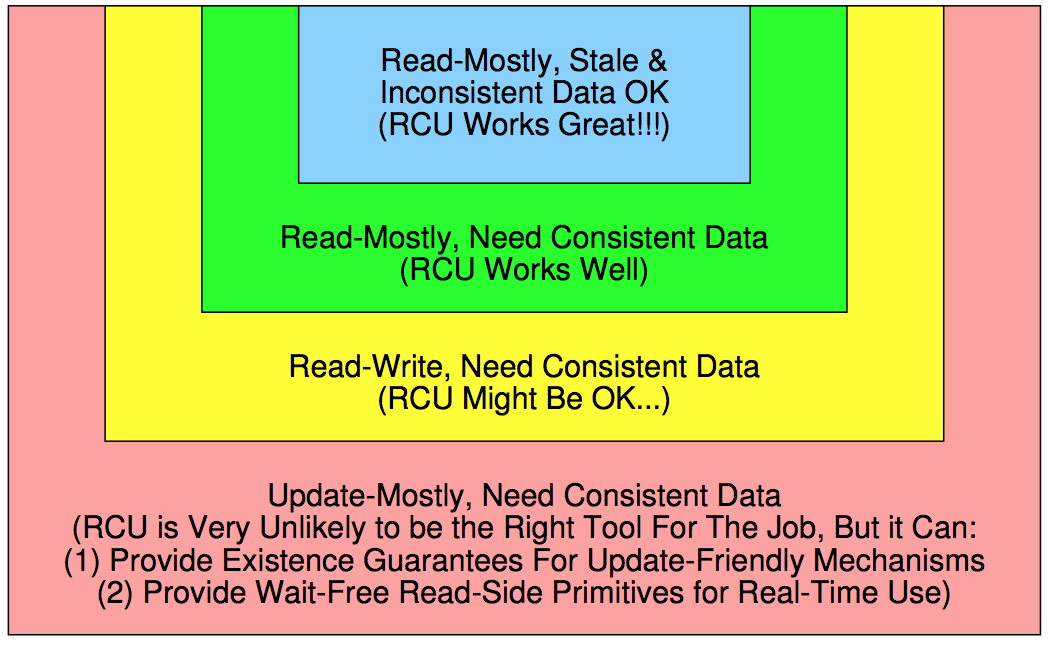 Read-Mostly, Stale &
Inconsistent Data OK
(RCU Works Great!!!)
Read-Mostly, Need Consistent Data
(RCU Works Well)
Read-Write, Need Consistent Data
(RCU Might Be OK...)
Update-Mostly, Need Consistent Data
(RCU is Very Unlikely to be the Right Tool For The Job, But it Can:
(1) Provide Existence Guarantees For Update-Friendly Mechanisms
(2) Provide Wait-Free Read-Side Primitives for Real-Time Use)